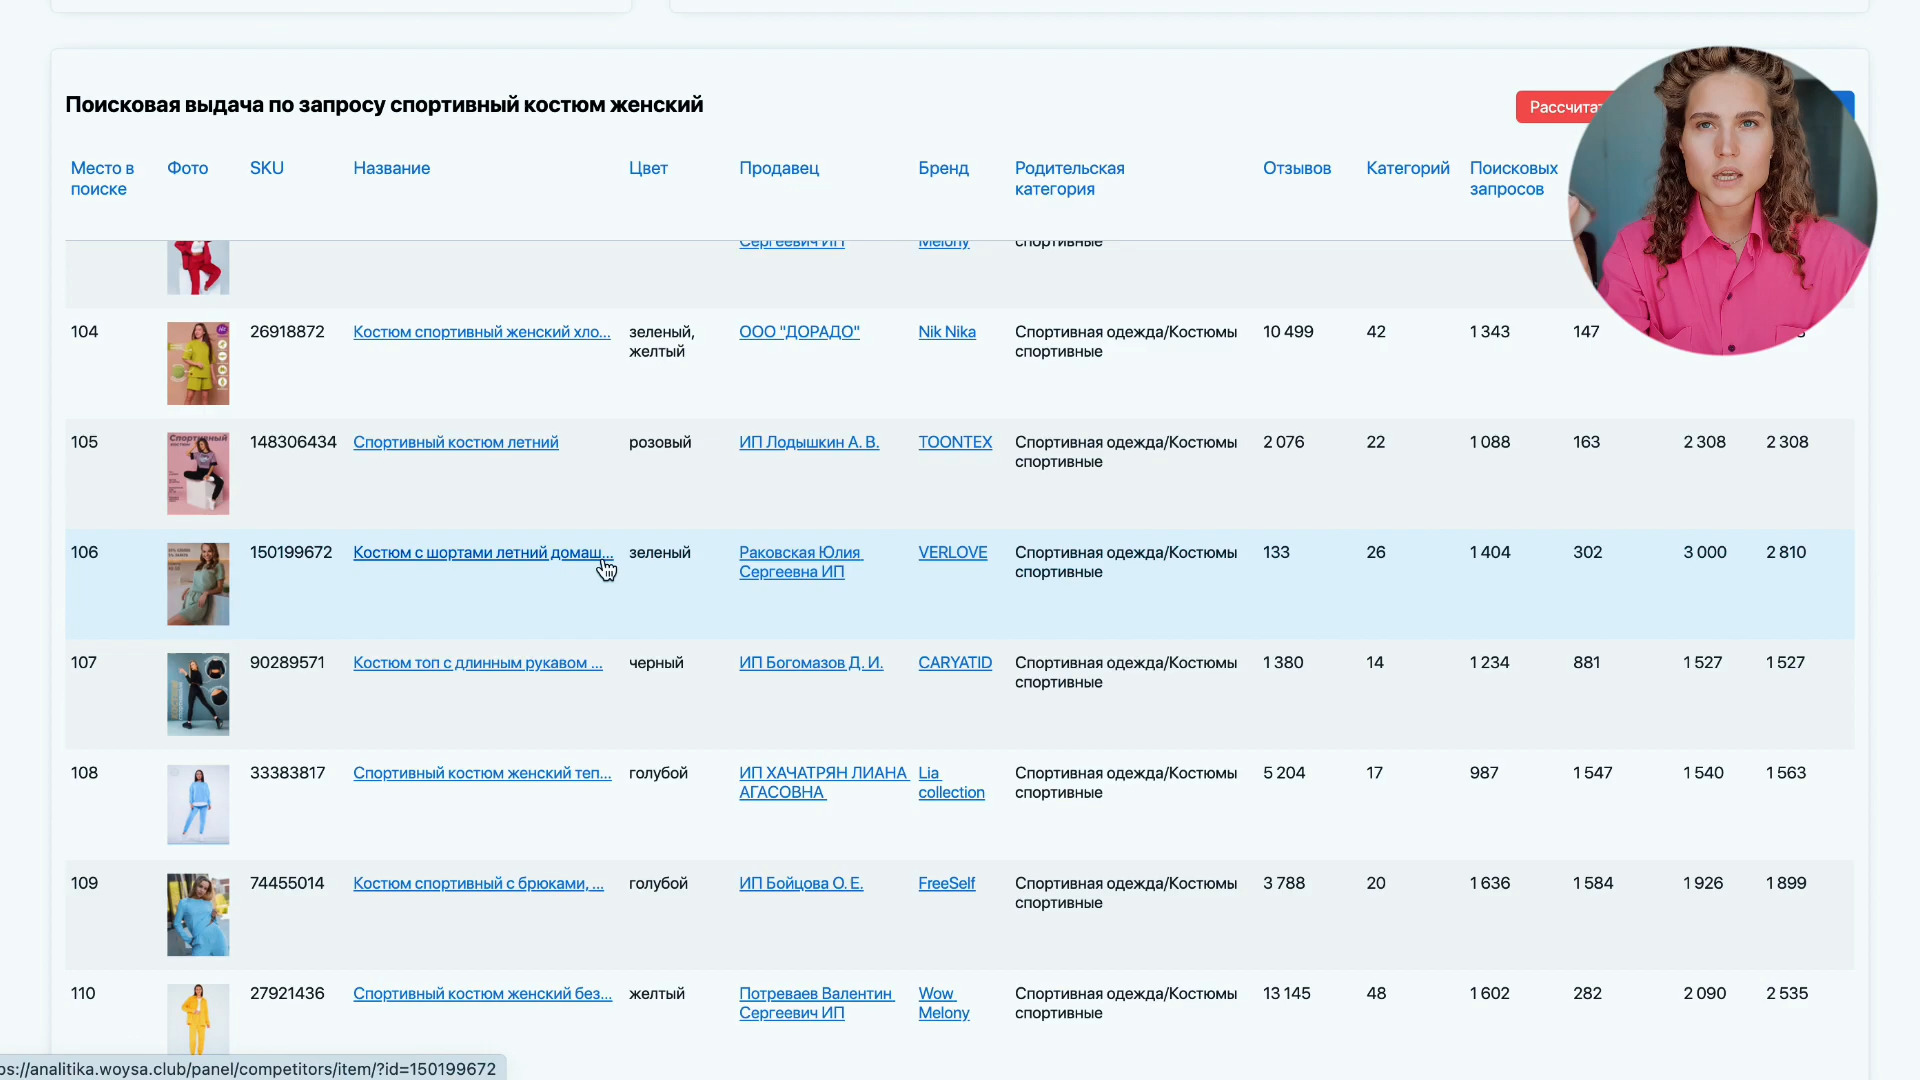 Поисковая выдача по запросу спортивный костюм женский
Рассчитат
Место в поиске
Фото
SKU
Название
Цвет
Продавец
Бренд
Родительская категория
Отзывов
Категорий
Поисковых запросов
Сергеевич ИП
Melony
спортивные
104
26918872
Костюм спортивный женский хло...
зеленый, желтый
ООО "ДОРАДО"
Nik Nika
Спортивная одежда/Костюмы спортивные
10 499
42
1 343
147
105
148306434
Спортивный костюм летний
розовый
ИП Лодышкин А. В.
TOONTEX
Спортивная одежда/Костюмы спортивные
2 076
22
1 088
163
2 308
2 308
106
150199672
Костюм с шортами летний домаш...
зеленый
Раковская Юлия Сергеевна ИП
VERLOVE
Спортивная одежда/Костюмы спортивные
133
26
1 404
302
3 000
2 810
107
90289571
Костюм топ с длинным рукавом ...
черный
ИП Богомазов Д. И.
CARYATID
Спортивная одежда/Костюмы спортивные
1 380
14
1 234
881
1 527
1 527
108
33383817
Спортивный костюм женский теп...
голубой
ИП ХАЧАТРЯН ЛИАНА АГАСОВНА
Lia collection
Спортивная одежда/Костюмы спортивные
5 204
17
987
1 547
1 540
1 563
109
74455014
Костюм спортивный с брюками, ...
голубой
ИП Бойцова О. Е.
FreeSelf
Спортивная одежда/Костюмы спортивные
3 788
20
1 636
1 584
1 926
1 899
110
27921436
Спортивный костюм женский без...
желтый
Потреваев Валентин Сергеевич ИП
Wow Melony
Спортивная одежда/Костюмы спортивные
13 145
48
1 602
282
2 090
2 535
ps://analitika.woysa.club/panel/competitors/item/?id=150199672